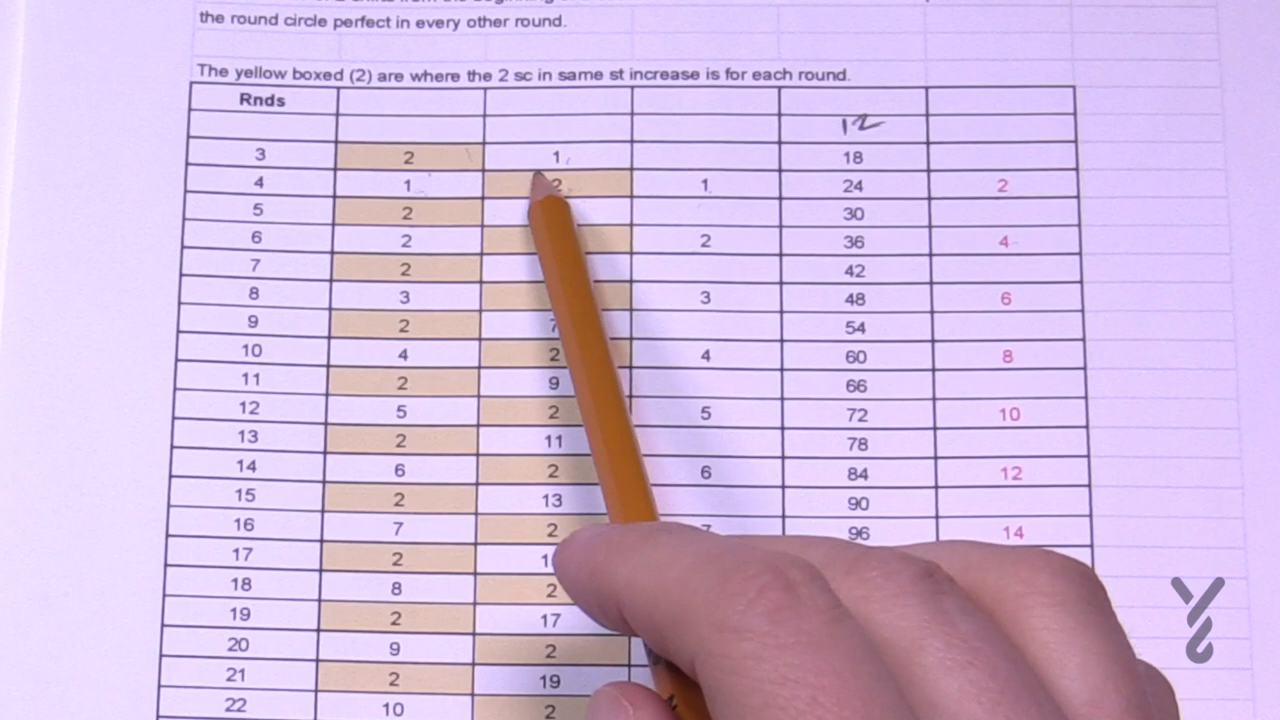 the round circle perfect in every other round.
The yellow boxed (2) are where the 2 sc in same st increase is for each round.
Rnds
12
3 2 1 18
4 1 2 1 24 2
5 2 30
6 2 2 36 4
7 2 42
8 3 3 48 6
9 2 7 54
10 4 2 4 60 8
11 2 9 66
12 5 2 5 72 10
13 2 11 78
14 6 2 6 84 12
15 2 13 90
16 7 2 7 96 14
17 2
18 8 2
19 2 17
20 9 2
21 2 19
22 10 2